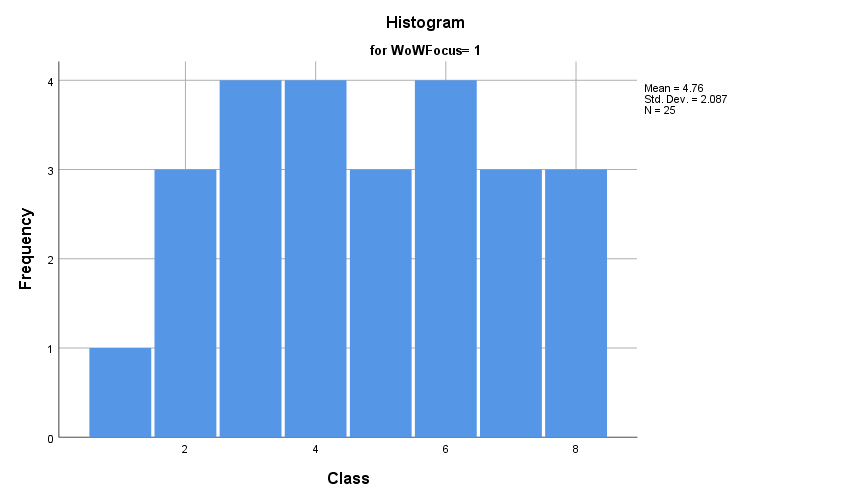 Histogram
for WoWFocus= 1
Mean = 4.76
Std. Dev. = 2.087
N = 25
Frequency
4
3
2
1
0
2 4 6 8
Class